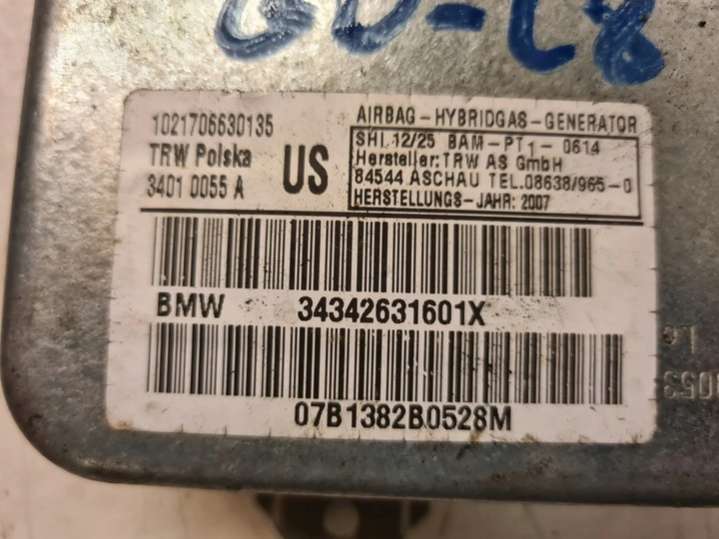 1021706630135
TRW Polska
3401 0055 A
US
AIRBAG-HYBRIDGAS-GENERATOR
SHI 12/25 BAM-PT1-0614
Hersteller: TRW AS GmbH
84544 ASCHAU TEL.08638/965-0
HERSTELLUNGS-JAHR: 2007
BMW 34342631601X
07B1382B0528M